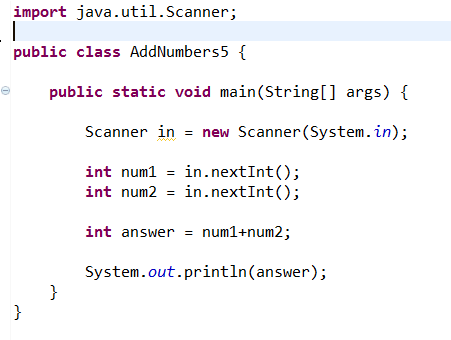 import java.util.Scanner;
public class AddNumbers5 {
public static void main(String[] args) {
Scanner in = new Scanner(System.in);
int num1 = in.nextInt();
int num2 = in.nextInt();
int answer = num1+num2;
System.out.println(answer);
}
}